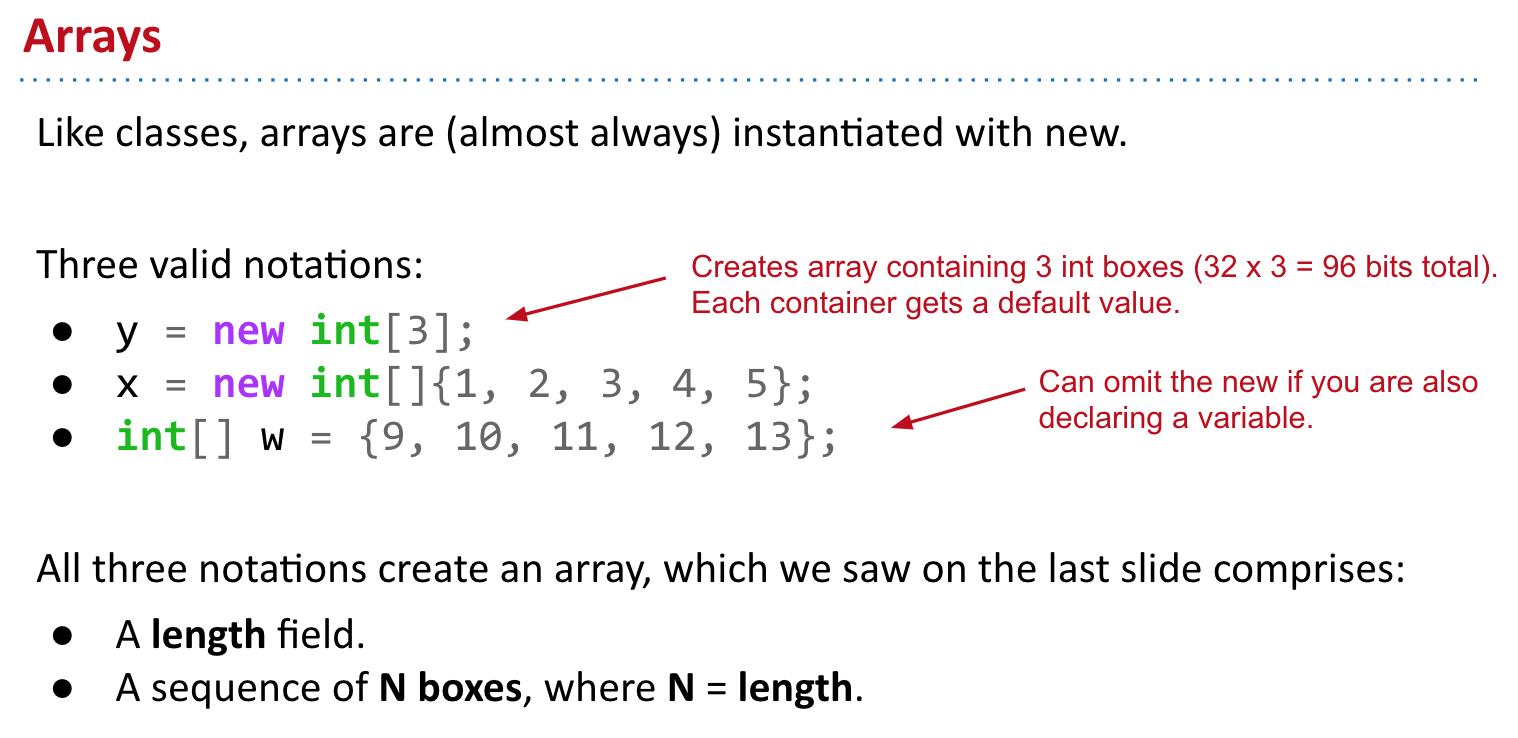 Arrays
Like classes, arrays are (almost always) instantiated with new.
Three valid notations:
Creates array containing 3 int boxes (32 x 3 = 96 bits total).
Each container gets a default value.
● y = new int[3];
● x = new int[]{1, 2, 3, 4, 5};
Can omit the new if you are also
declaring a variable.
● int[] w = {9, 10, 11, 12, 13};
All three notations create an array, which we saw on the last slide comprises:
● A length field.
● A sequence of N boxes, where N = length.